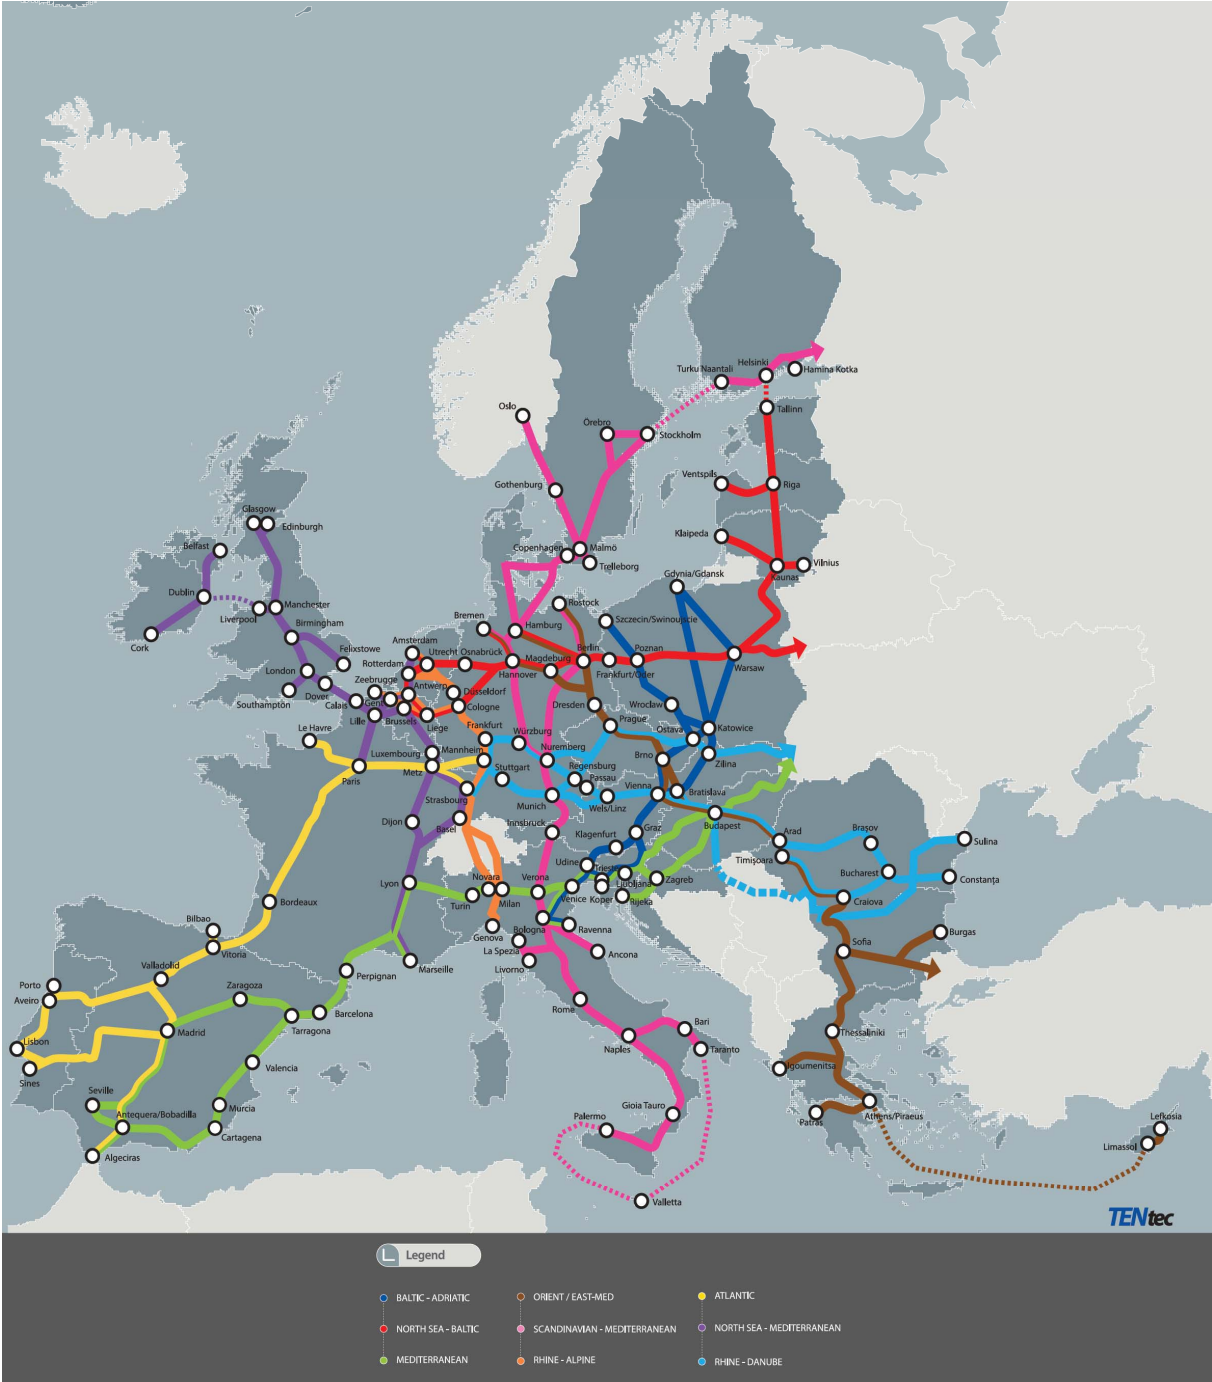 Helsinki
Turku Naantali
Hamina Kotka
Oslo
Tallinn
Örebro
Stockholm
Ventspils
Riga
Gothenburg
Glasgow
Edinburgh
Klaipeda
Belfast
Copenhagen
Malmö
Trelleborg
Vilnius
Kaunas
Gdynia/Gdansk
Dublin
Liverpool
Manchester
Rostock
Szczecin/Swinoujscie
Bremen
Hamburg
Birmingham
Cork
Amsterdam
Felixstowe
Utrecht
Osnabrück
Berlin
Poznan
Warsaw
London
Rotterdam
Magdeburg
Hannover
Frankfurt/Oder
Zeebrugge
Antwerp
Düsseldorf
Southampton
Dover
Calais
Gent
Cologne
Dresden
Wroclaw
Lille
Brussels
Liege
Le Havre
Frankfurt
Würzburg
Prague
Ostava
Katowice
Luxembourg
Mannheim
Nuremberg
Paris
Metz
Stuttgart
Regensburg
Passau
Brno
Zilina
Strasbourg
Munich
Wels/Linz
Vienna
Bratislava
Dijon
Basel
Innsbruck
Klagenfurt
Graz
Budapest
Arad
Braşov
Sulina
Udine
Trieste
Timişoara
Lyon
Novara
Verona
Ljubljana
Zagreb
Bucharest
Constanţa
Turin
Milan
Venice
Koper
Rijeka
Craiova
Bordeaux
Bilbao
Genova
Bologna
Ravenna
Burgas
Vitoria
La Spezia
Ancona
Sofia
Valladolid
Marseille
Livorno
Perpignan
Porto
Aveiro
Zaragoza
Rome
Barcelona
Tarragona
Madrid
Bari
Thessaloniki
Lisbon
Naples
Taranto
Valencia
Igoumenitsa
Sines
Seville
Murcia
Gioia Tauro
Antequera/Bobadilla
Palermo
Patras
Athens/Piraeus
Lefkosia
Cartagena
Limassol
Algeciras
Valletta
TENtec
Legend
BALTIC - ADRIATIC
ORIENT / EAST-MED
ATLANTIC
NORTH SEA - BALTIC
SCANDINAVIAN - MEDITERRANEAN
NORTH SEA - MEDITERRANEAN
MEDITERRANEAN
RHINE - ALPINE
RHINE - DANUBE